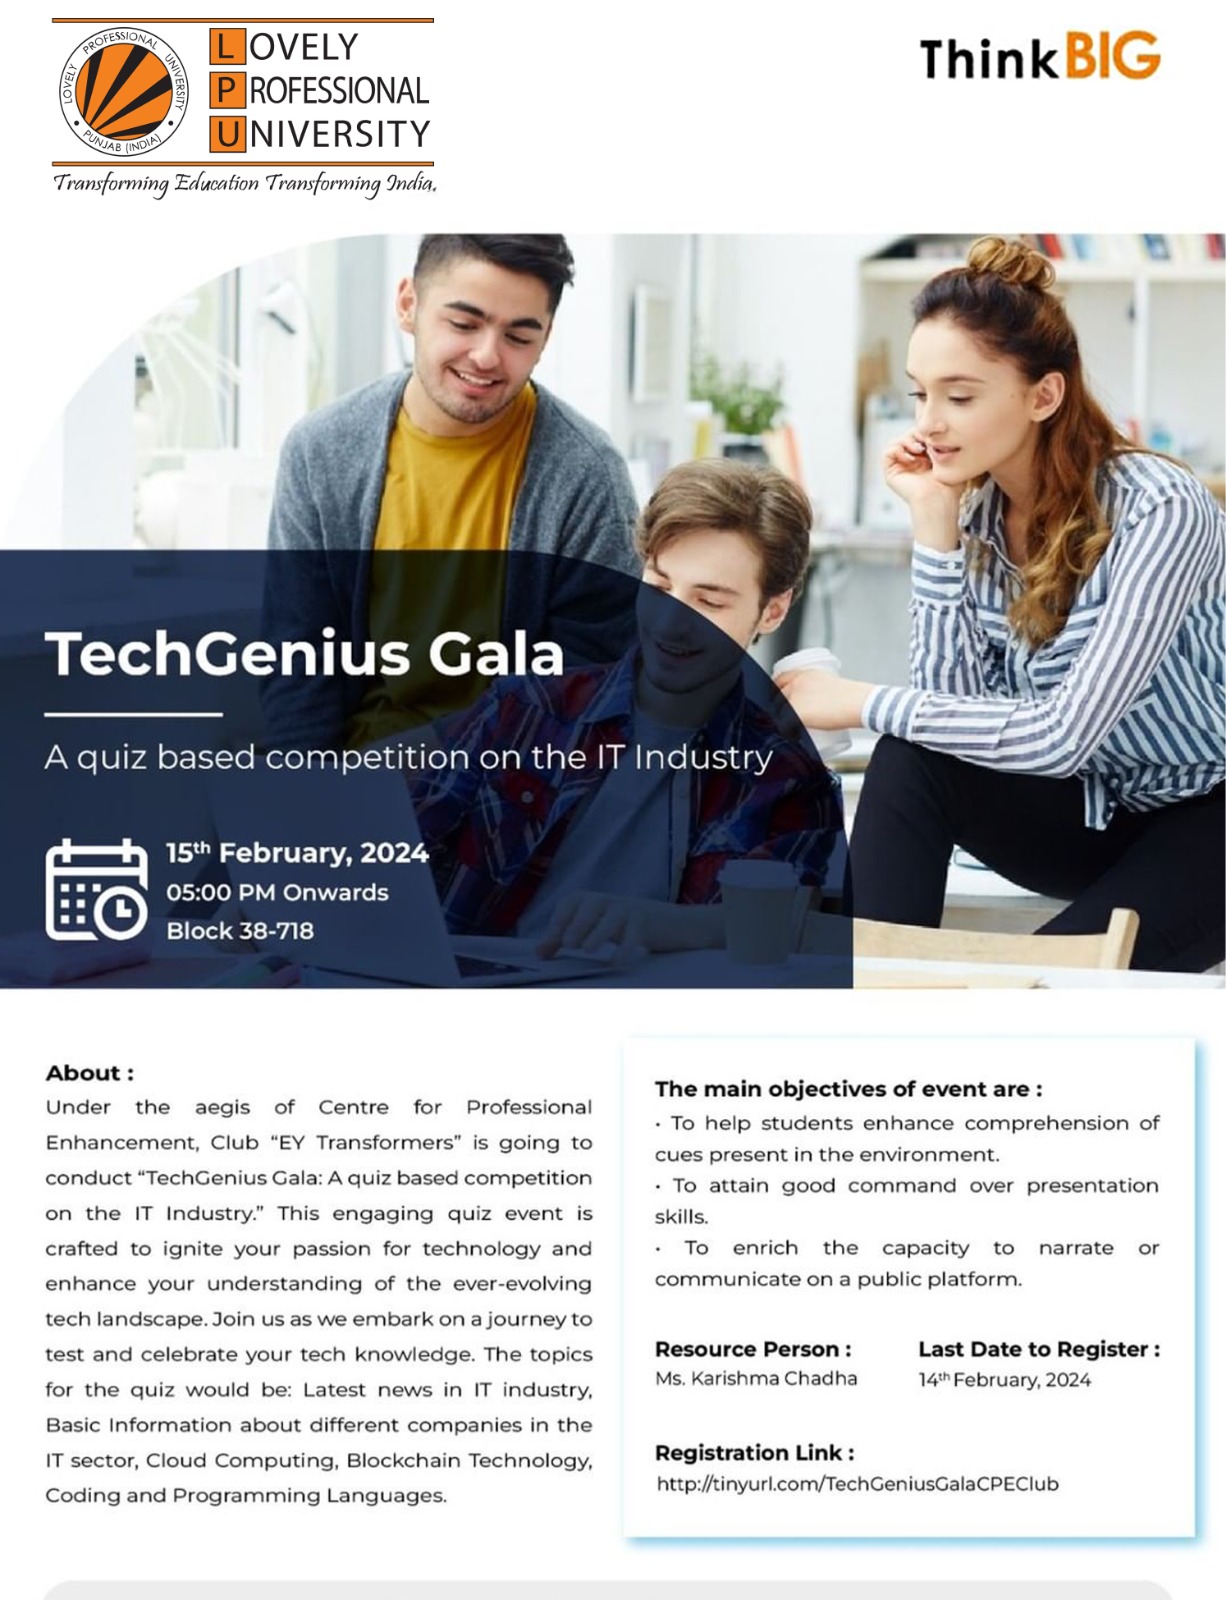 LOVELY
PROFESSIONAL
UNIVERSITY
LOVELY PROFESSIONAL UNIVERSITY
PUNJAB (INDIA)
Transforming Education Transforming India
ThinkBIG
TechGenius Gala
A quiz based competition on the IT Industry
15th February, 2024
05:00 PM Onwards
Block 38-718
About :
Under the aegis of Centre for Professional
Enhancement, Club “EY Transformers” is going to
conduct “TechGenius Gala: A quiz based competition
on the IT Industry.” This engaging quiz event is
crafted to ignite your passion for technology and
enhance your understanding of the ever-evolving
tech landscape. Join us as we embark on a journey to
test and celebrate your tech knowledge. The topics
for the quiz would be: Latest news in IT industry,
Basic Information about different companies in the
IT sector, Cloud Computing, Blockchain Technology,
Coding and Programming Languages.
The main objectives of event are :
• To help students enhance comprehension of
cues present in the environment.
• To attain good command over presentation
skills.
• To enrich the capacity to narrate or
communicate on a public platform.
Resource Person :
Ms. Karishma Chadha
Last Date to Register :
14th February, 2024
Registration Link :
http://tinyurl.com/TechGeniusGalaCPEClub